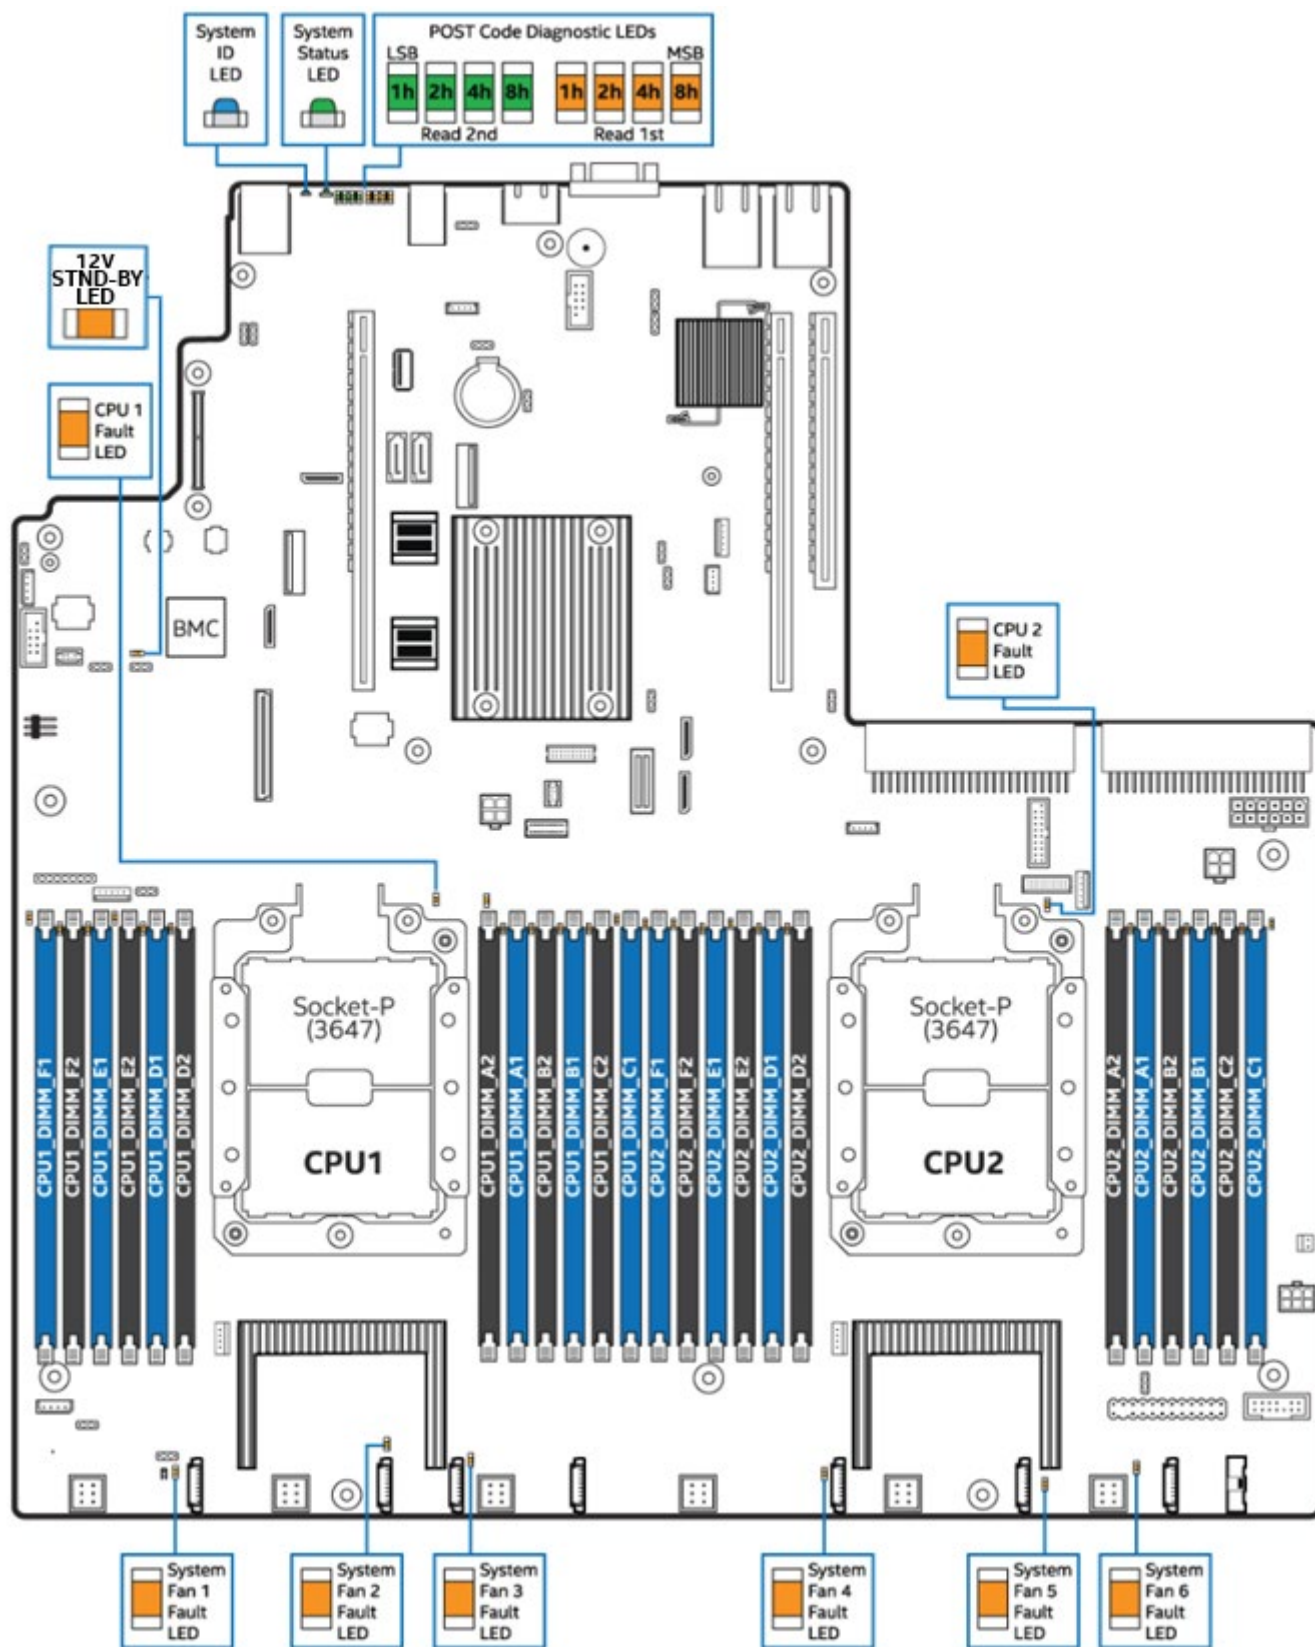 System
ID
LED
System
Status
LED
POST Code Diagnostic LEDs
LSB
MSB
1h 2h 4h 8h 1h 2h 4h 8h
Read 2nd
Read 1st
12V
STND-BY
LED
CPU 1
Fault
LED
BMC
CPU 2
Fault
LED
CPU1_DIMM_F1
CPU1_DIMM_F2
CPU1_DIMM_E1
CPU1_DIMM_E2
CPU1_DIMM_D1
CPU1_DIMM_D2
Socket-P
(3647)
CPU1
CPU1_DIMM_A2
CPU1_DIMM_A1
CPU1_DIMM_B2
CPU1_DIMM_B1
CPU1_DIMM_C2
CPU1_DIMM_C1
CPU2_DIMM_F1
CPU2_DIMM_F2
CPU2_DIMM_E1
CPU2_DIMM_E2
CPU2_DIMM_D1
CPU2_DIMM_D2
Socket-P
(3647)
CPU2
CPU2_DIMM_A2
CPU2_DIMM_A1
CPU2_DIMM_B2
CPU2_DIMM_B1
CPU2_DIMM_C2
CPU2_DIMM_C1
System
Fan 1
Fault
LED
System
Fan 2
Fault
LED
System
Fan 3
Fault
LED
System
Fan 4
Fault
LED
System
Fan 5
Fault
LED
System
Fan 6
Fault
LED